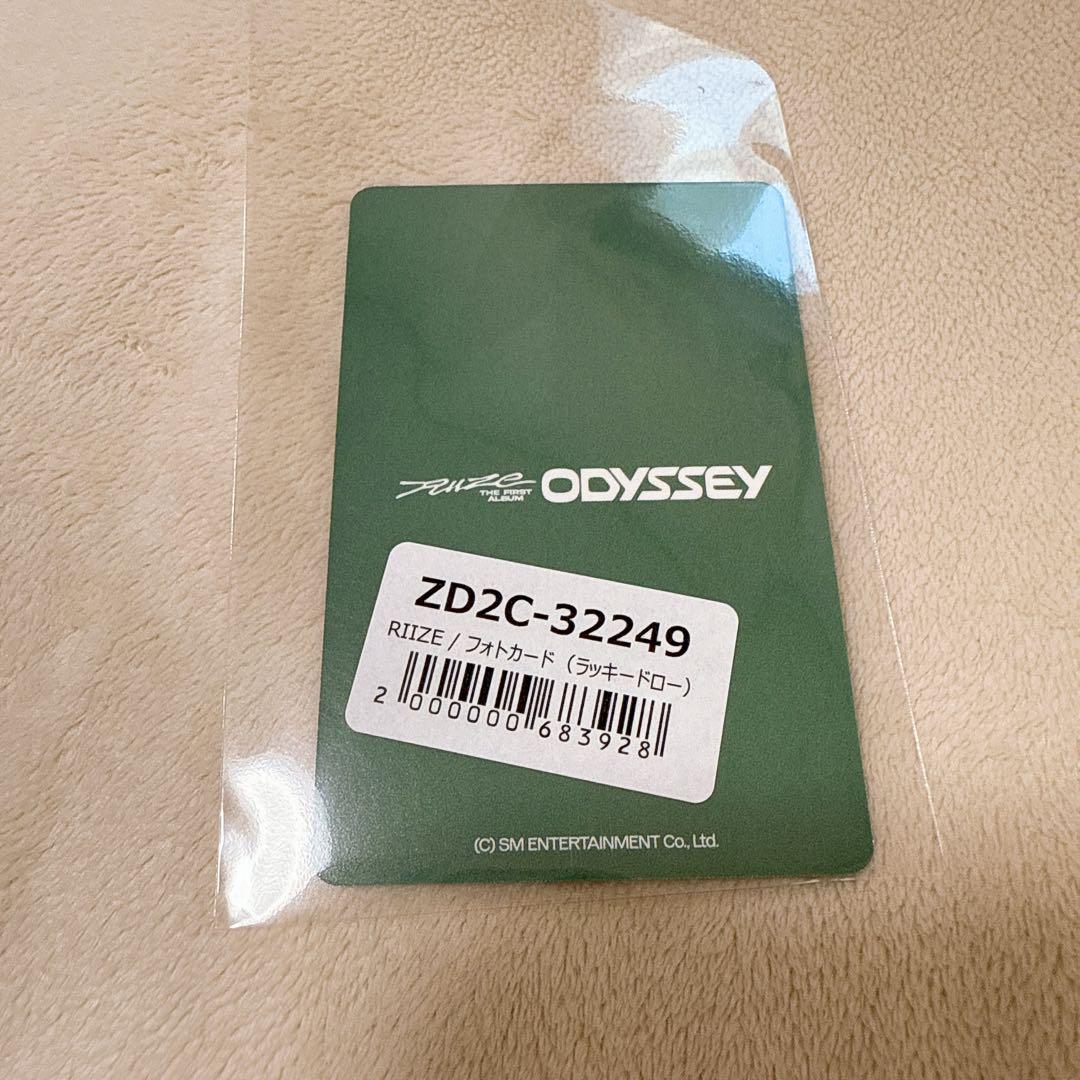 RIIZE THE FIRST ALBUM ODYSSEY
ZD2C-32249
RIIZE / フォトカード（ラッキードロー）
2 000000 683928
(C) SM ENTERTAINMENT Co., Ltd.